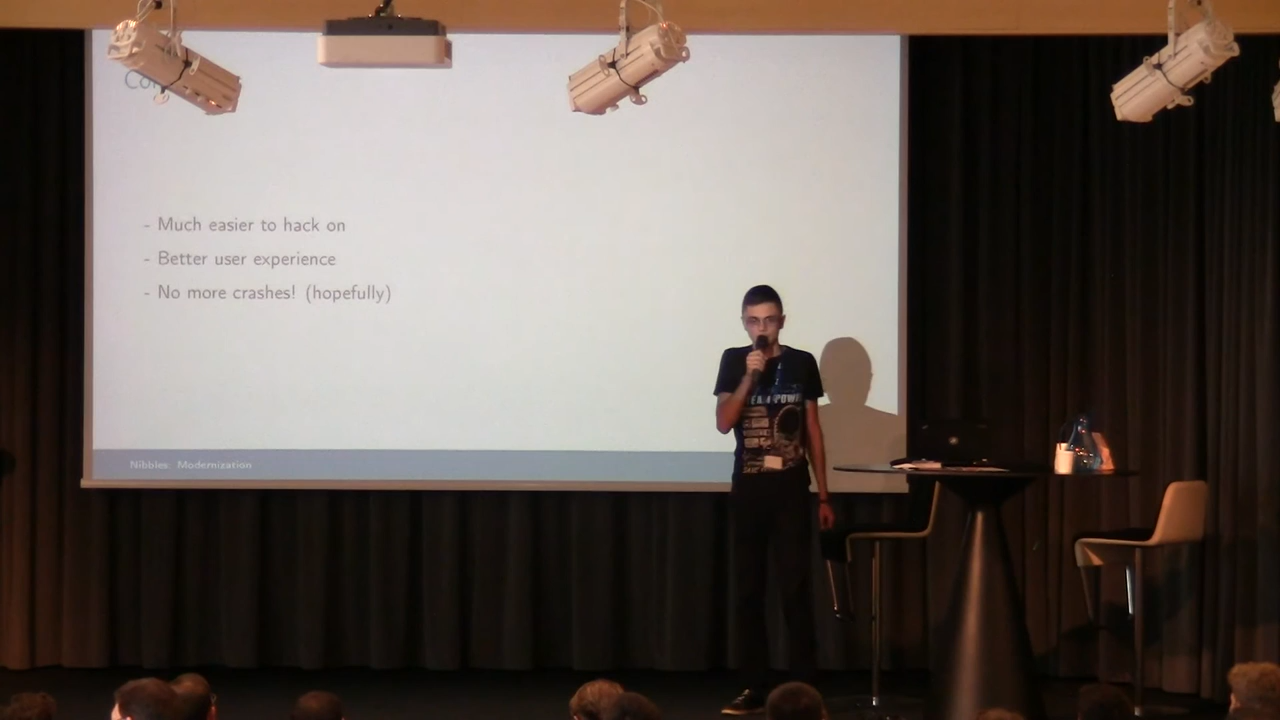 - Much easier to hack on
- Better user experience
- No more crashes! (hopefully)
Nibbles: Modernization